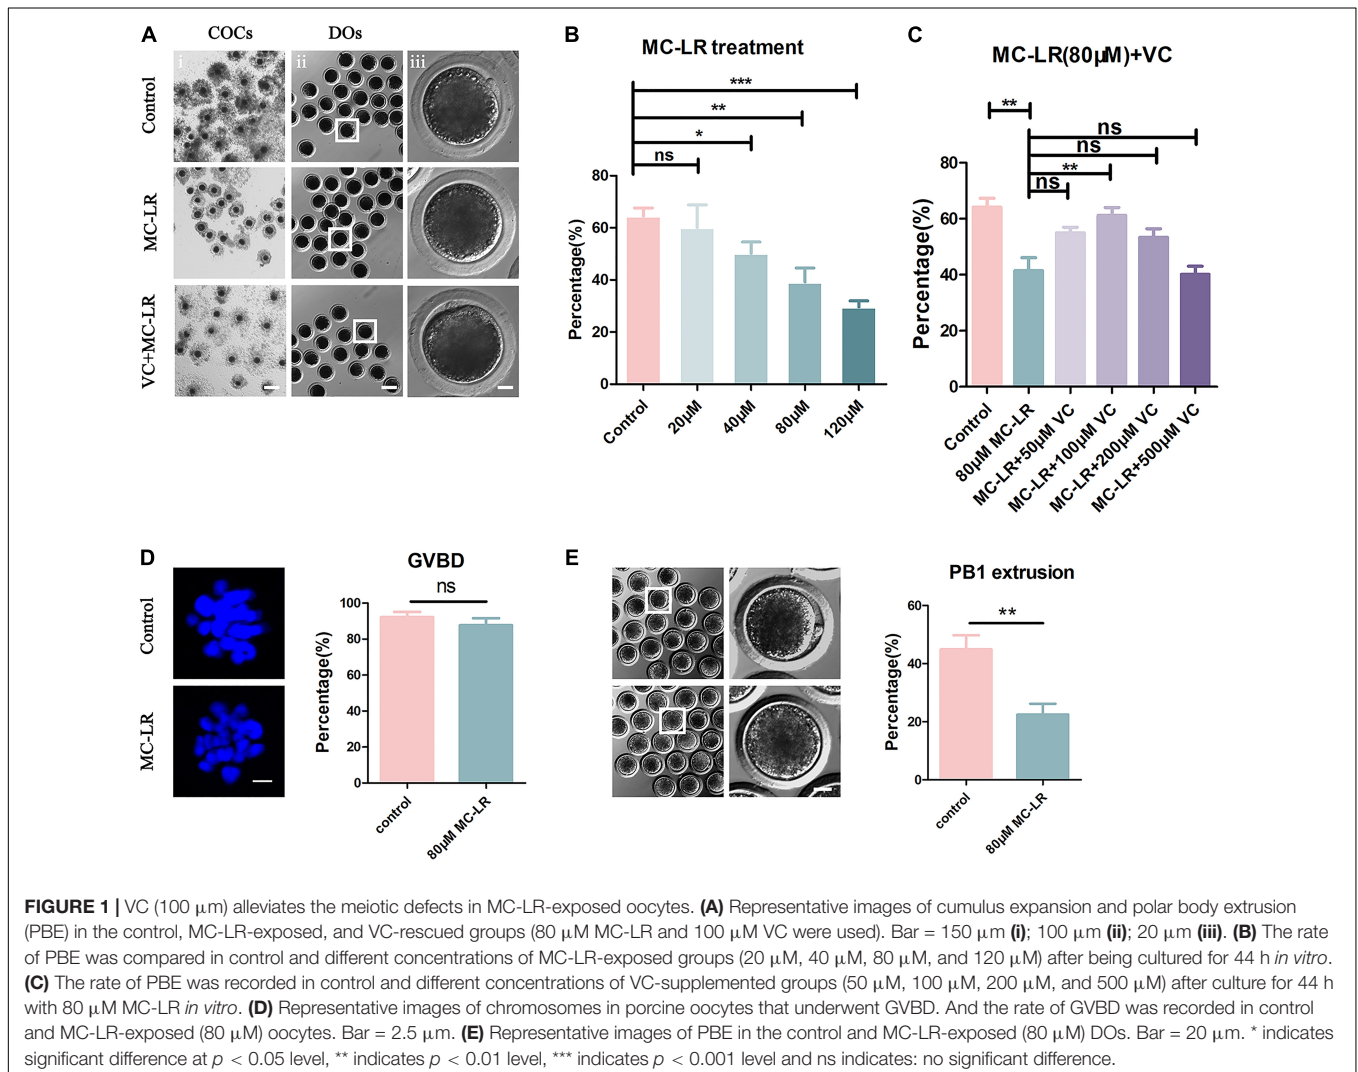 A
COCs
DOs
i
ii
iii
Control
MC-LR
VC+MC-LR
B
MC-LR treatment
***
**
*
ns
80
60
40
20
0
Percentage(%)
Control
20μM
40μM
80μM
120μM
C
MC-LR(80μM)+VC
**
ns
ns
**
ns
80
60
40
20
0
Percentage(%)
Control
80μM MC-LR
MC-LR+50μM VC
MC-LR+100μM VC
MC-LR+200μM VC
MC-LR+500μM VC
D
Control
MC-LR
GVBD
ns
100
80
60
40
20
0
Percentage(%)
control
80μM MC-LR
E
PB1 extrusion
**
60
40
20
0
Percentage(%)
control
80μM MC-LR
FIGURE 1 | VC (100 μm) alleviates the meiotic defects in MC-LR-exposed oocytes. (A) Representative images of cumulus expansion and polar body extrusion
(PBE) in the control, MC-LR-exposed, and VC-rescued groups (80 μM MC-LR and 100 μM VC were used). Bar = 150 μm (i); 100 μm (ii); 20 μm (iii). (B) The rate
of PBE was compared in control and different concentrations of MC-LR-exposed groups (20 μM, 40 μM, 80 μM, and 120 μM) after being cultured for 44 h in vitro.
(C) The rate of PBE was recorded in control and different concentrations of VC-supplemented groups (50 μM, 100 μM, 200 μM, and 500 μM) after culture for 44 h
with 80 μM MC-LR in vitro. (D) Representative images of chromosomes in porcine oocytes that underwent GVBD. And the rate of GVBD was recorded in control
and MC-LR-exposed (80 μM) oocytes. Bar = 2.5 μm. (E) Representative images of PBE in the control and MC-LR-exposed (80 μM) DOs. Bar = 20 μm. * indicates
significant difference at p < 0.05 level, ** indicates p < 0.01 level, *** indicates p < 0.001 level and ns indicates: no significant difference.